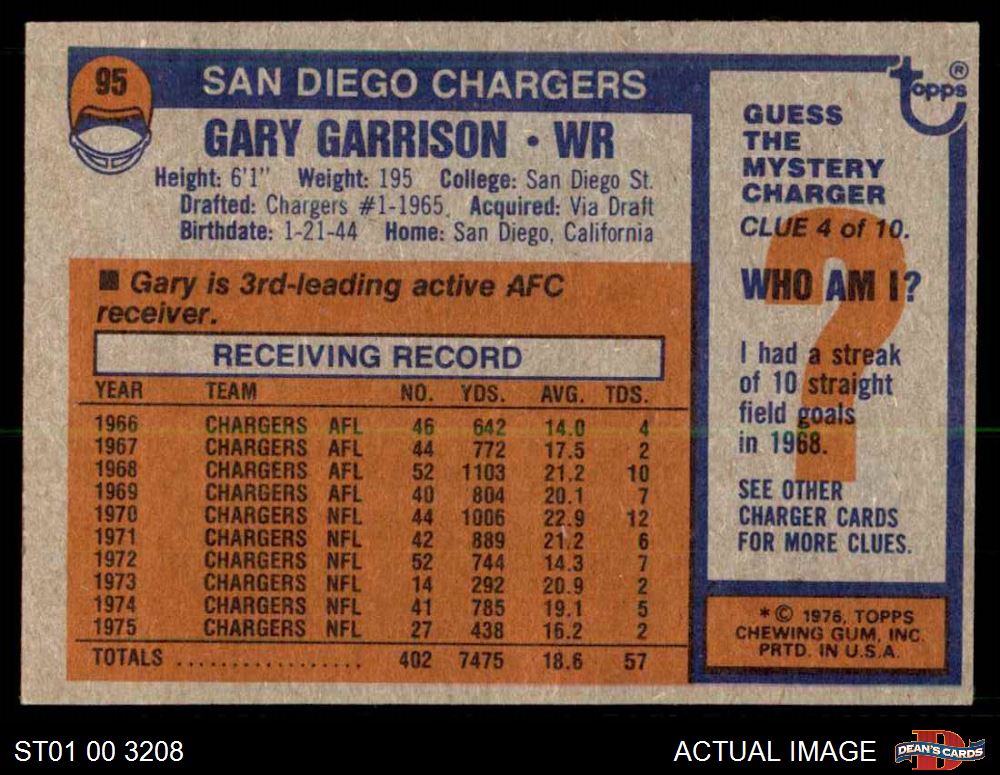 95
SAN DIEGO CHARGERS
GARY GARRISON • WR
Height: 6'1" Weight: 195 College: San Diego St.
Drafted: Chargers #1-1965. Acquired: Via Draft
Birthdate: 1-21-44 Home: San Diego, California
■ Gary is 3rd-leading active AFC
receiver.
RECEIVING RECORD
YEAR TEAM NO. YDS. AVG. TDS.
1966 CHARGERS AFL 46 642 14.0 4
1967 CHARGERS AFL 44 772 17.5 2
1968 CHARGERS AFL 52 1103 21.2 10
1969 CHARGERS AFL 40 804 20.1 7
1970 CHARGERS NFL 44 1006 22.9 12
1971 CHARGERS NFL 42 889 21.2 6
1972 CHARGERS NFL 52 744 14.3 7
1973 CHARGERS NFL 14 292 20.9 2
1974 CHARGERS NFL 41 785 19.1 5
1975 CHARGERS NFL 27 438 16.2 2
TOTALS .................. 402 7475 18.6 57
topps®
GUESS
THE
MYSTERY
CHARGER
CLUE 4 of 10.
WHO AM I?
?
I had a streak
of 10 straight
field goals
in 1968.
SEE OTHER
CHARGER CARDS
FOR MORE CLUES.
*© 1976, TOPPS
CHEWING GUM, INC.
PRTD. IN U.S.A.
ST01 00 3208
ACTUAL IMAGE
D
DEAN'S CARDS